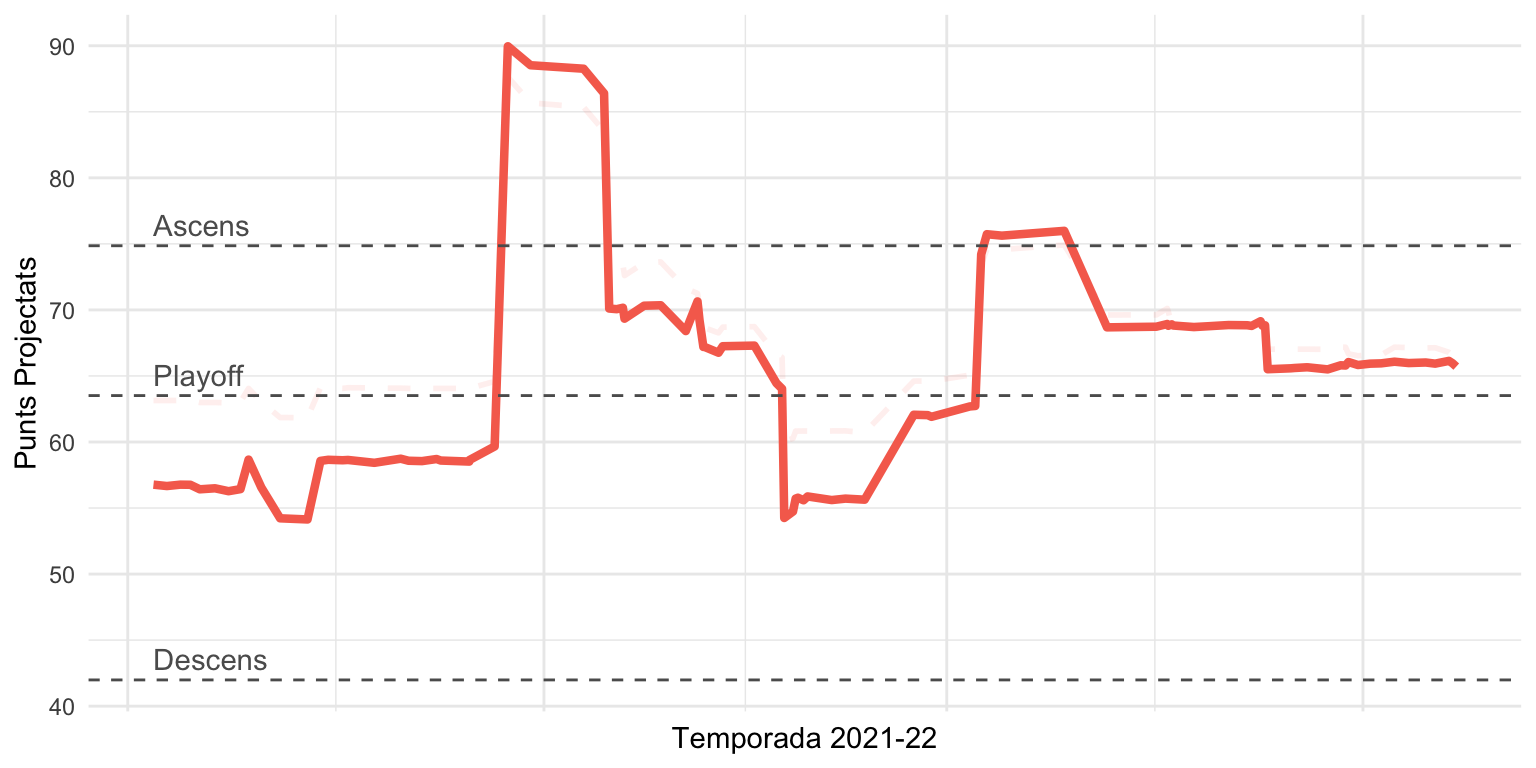 90
80
70
60
50
40
Ascens
Playoff
Descens
Punts Projectats
Temporada 2021-22